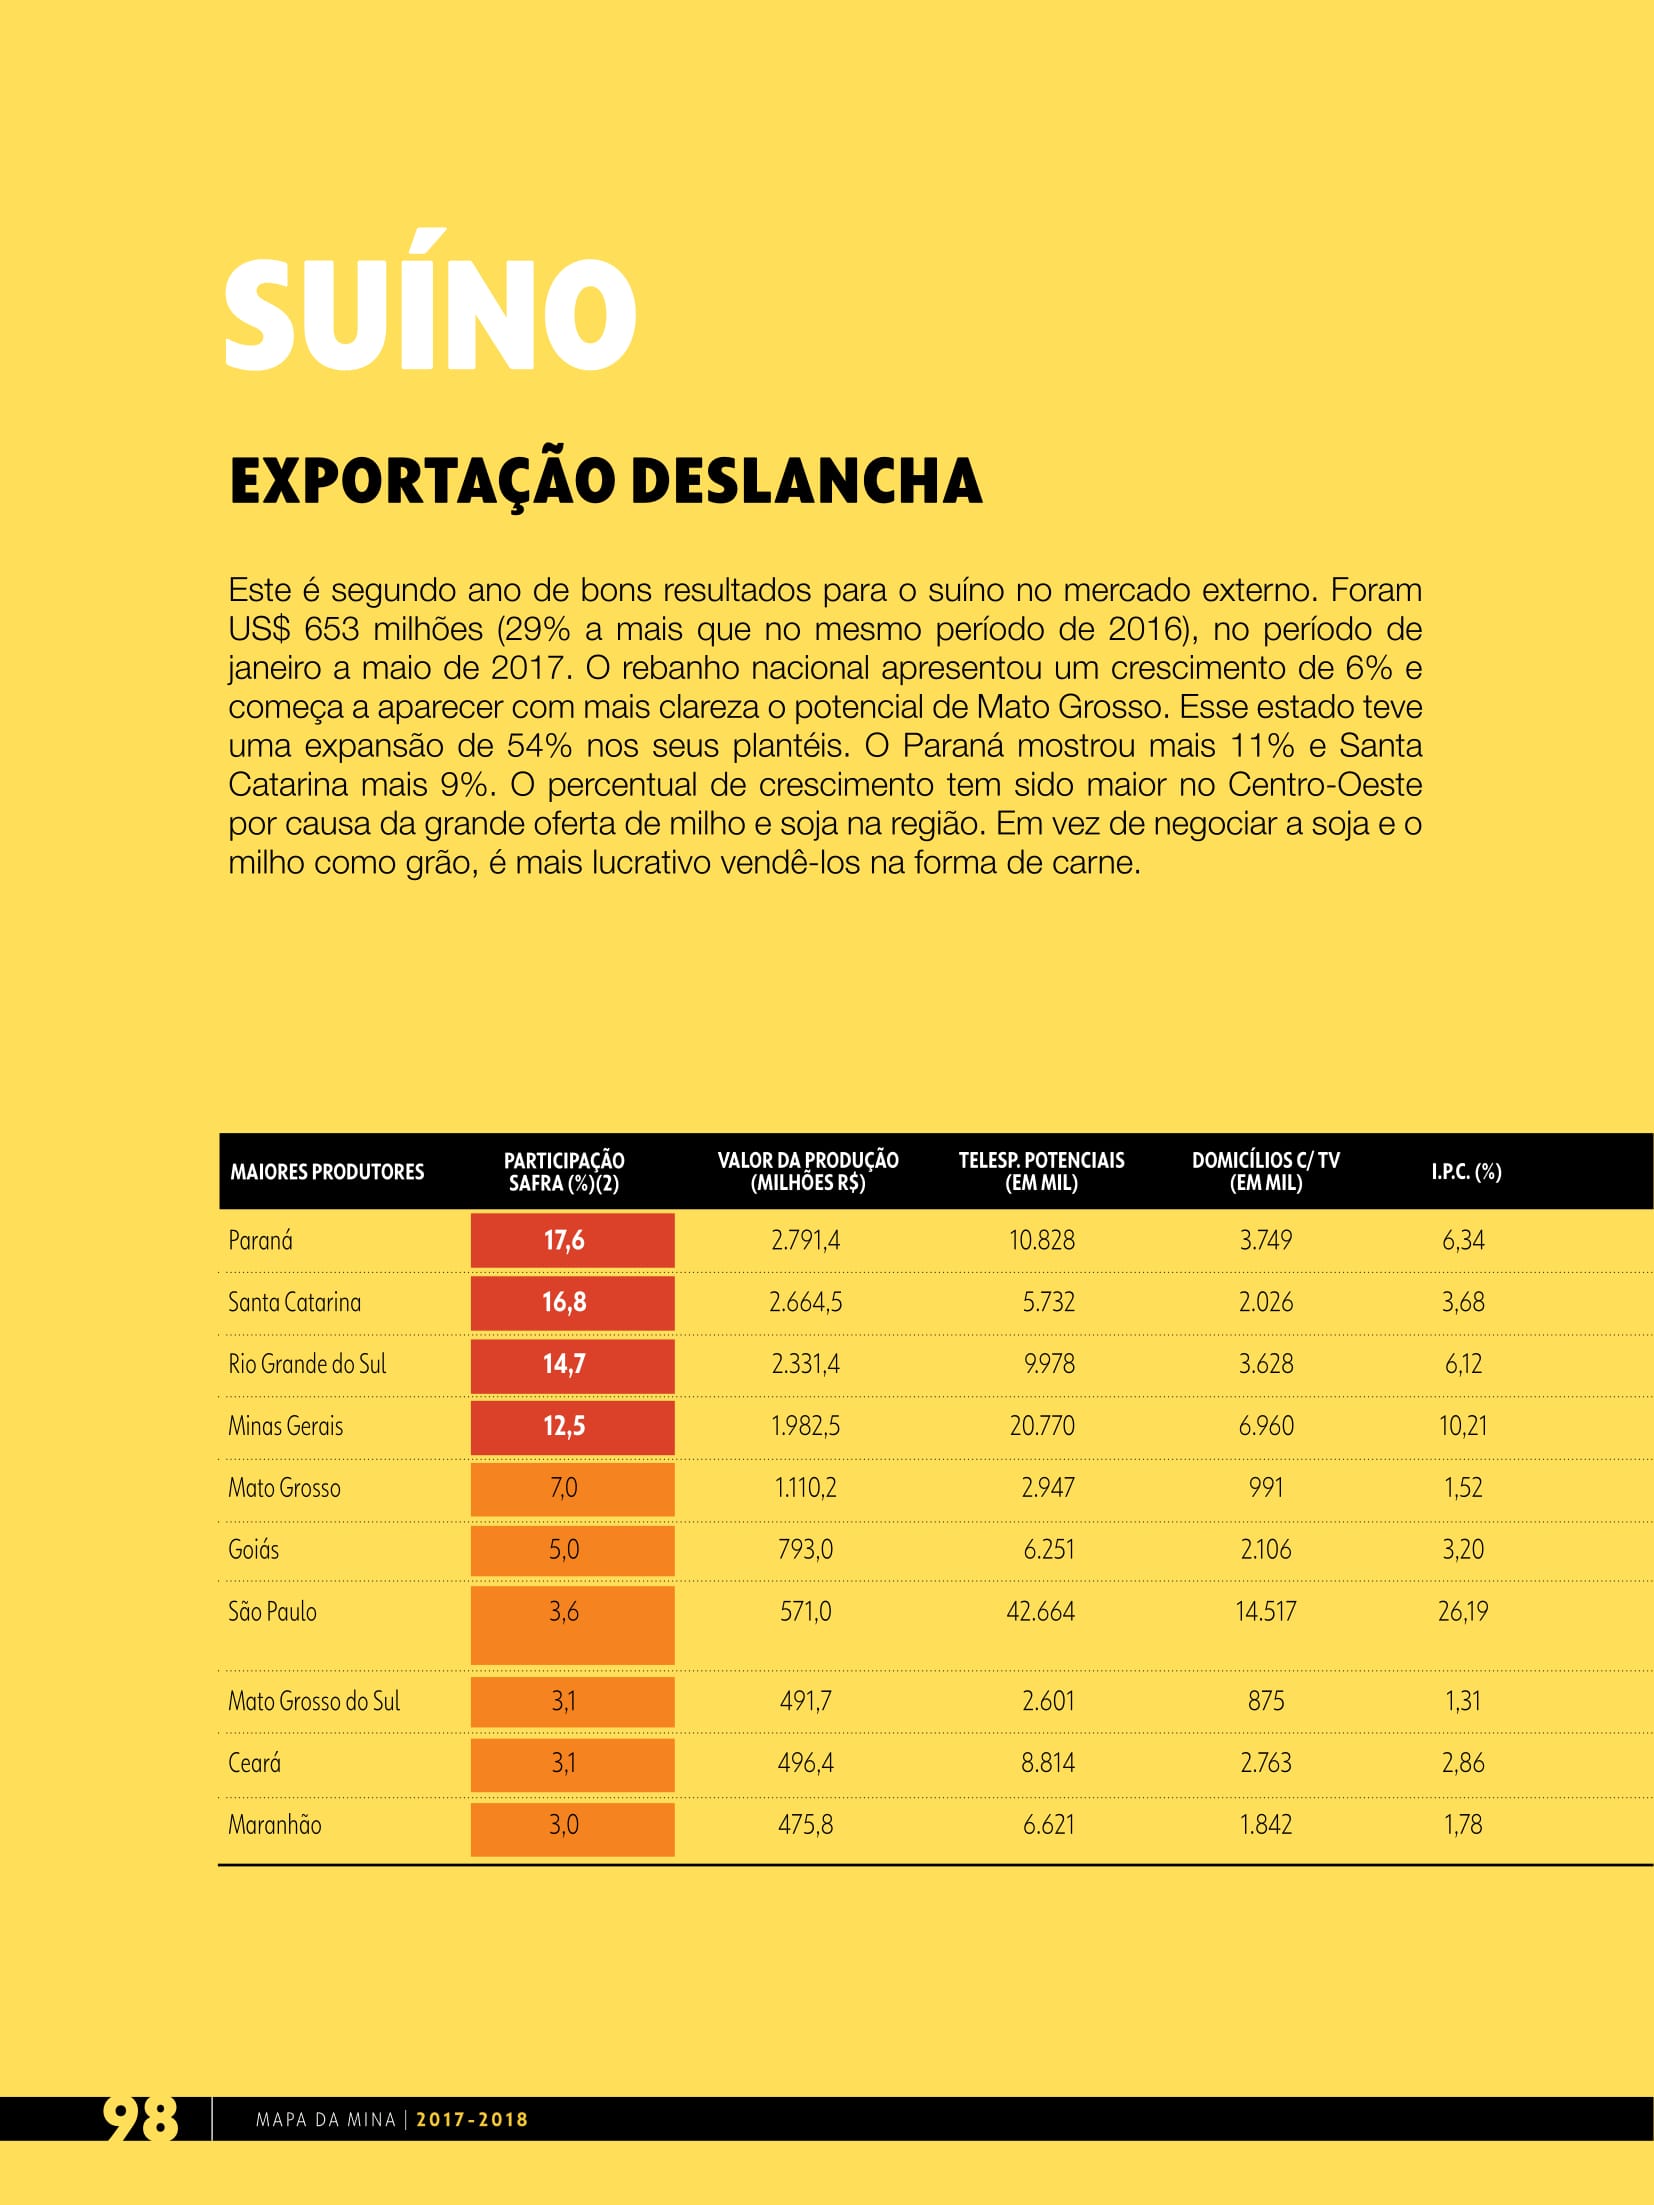 SUÍNO
EXPORTAÇÃO DESLANCHA
Este é segundo ano de bons resultados para o suíno no mercado externo. Foram
US$ 653 milhões (29% a mais que no mesmo período de 2016), no período de
janeiro a maio de 2017. O rebanho nacional apresentou um crescimento de 6% e
começa a aparecer com mais clareza o potencial de Mato Grosso. Esse estado teve
uma expansão de 54% nos seus plantéis. O Paraná mostrou mais 11% e Santa
Catarina mais 9%. O percentual de crescimento tem sido maior no Centro-Oeste
por causa da grande oferta de milho e soja na região. Em vez de negociar a soja e o
milho como grão, é mais lucrativo vendê-los na forma de carne.
MAIORES PRODUTORES PARTICIPAÇÃO SAFRA (%)(2) VALOR DA PRODUÇÃO (MILHÕES R$) TELESP. POTENCIAIS (EM MIL) DOMICÍLIOS C/ TV (EM MIL) I.P.C. (%)
Paraná 17,6 2.791,4 10.828 3.749 6,34
Santa Catarina 16,8 2.664,5 5.732 2.026 3,68
Rio Grande do Sul 14,7 2.331,4 9.978 3.628 6,12
Minas Gerais 12,5 1.982,5 20.770 6.960 10,21
Mato Grosso 7,0 1.110,2 2.947 991 1,52
Goiás 5,0 793,0 6.251 2.106 3,20
São Paulo 3,6 571,0 42.664 14.517 26,19
Mato Grosso do Sul 3,1 491,7 2.601 875 1,31
Ceará 3,1 496,4 8.814 2.763 2,86
Maranhão 3,0 475,8 6.621 1.842 1,78
98 MAPA DA MINA | 2017-2018